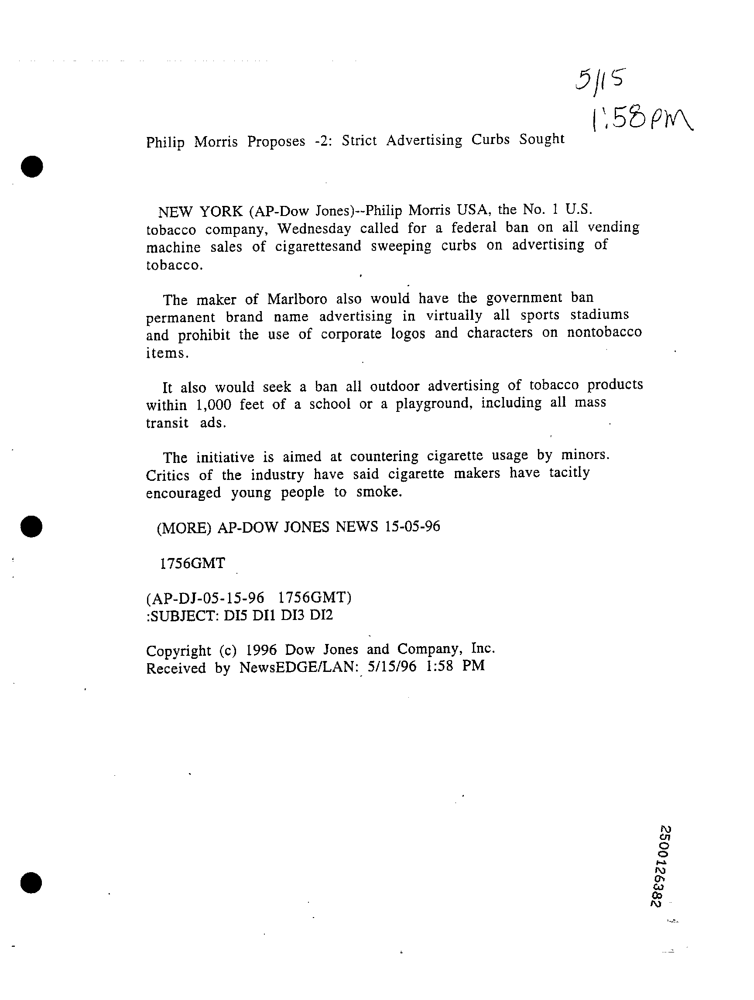 5/15
1:58 PM
Philip Morris Proposes -2: Strict Advertising Curbs Sought
NEW YORK (AP-Dow Jones)--Philip Morris USA, the No. 1 U.S.
tobacco company, Wednesday called for a federal ban on all vending
machine sales of cigarettesand sweeping curbs on advertising of
tobacco.
The maker of Marlboro also would have the government ban
permanent brand name advertising in virtually all sports stadiums
and prohibit the use of corporate logos and characters on nontobacco
items.
It also would seek a ban all outdoor advertising of tobacco products
within 1,000 feet of a school or a playground, including all mass
transit ads.
The initiative is aimed at countering cigarette usage by minors.
Critics of the industry have said cigarette makers have tacitly
encouraged young people to smoke.
(MORE) AP-DOW JONES NEWS 15-05-96
1756GMT
(AP-DJ-05-15-96 1756GMT)
:SUBJECT: DI5 DI1 DI3 DI2
Copyright (c) 1996 Dow Jones and Company, Inc.
Received by NewsEDGE/LAN: 5/15/96 1:58 PM
2500126382